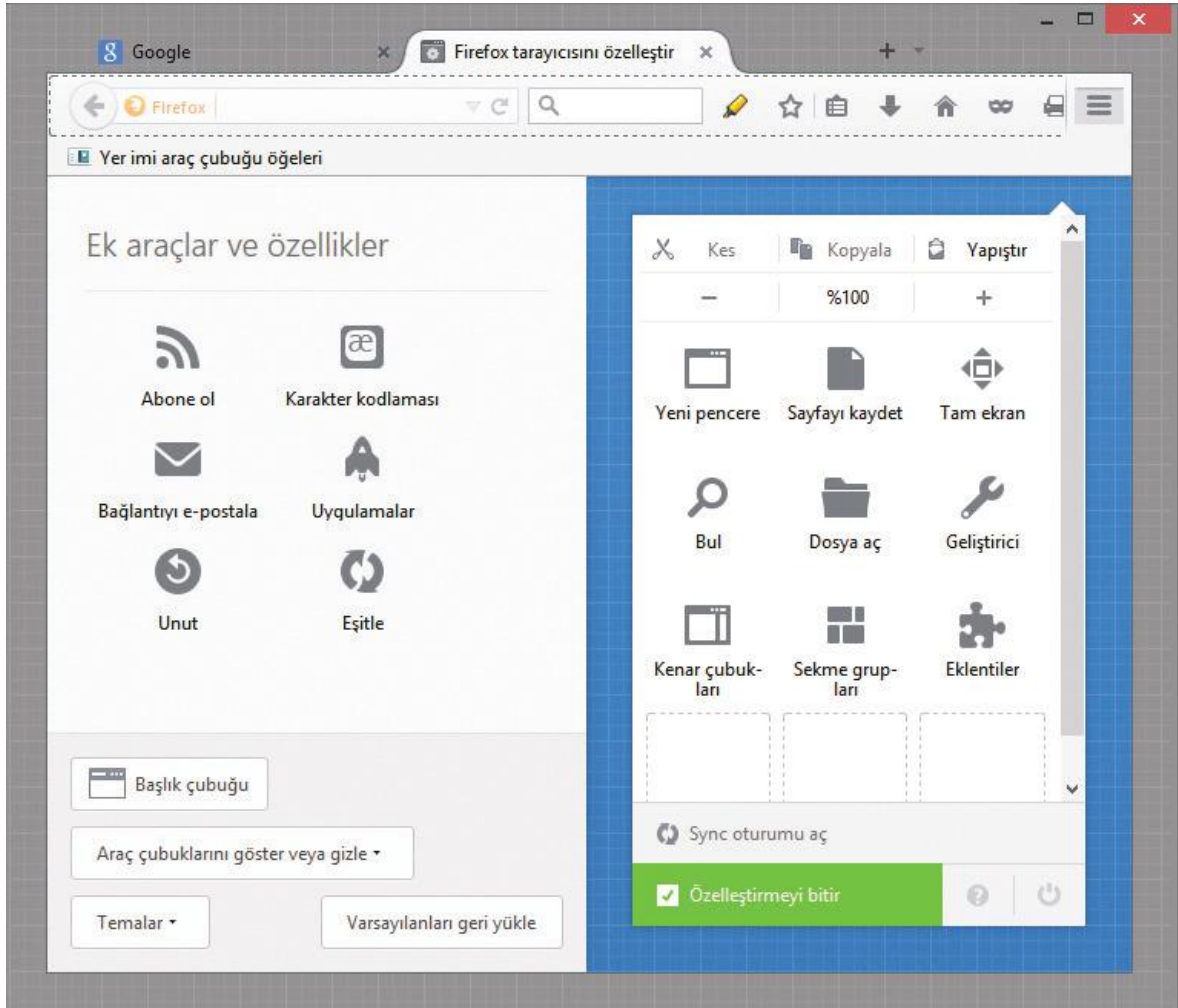 Google
Firefox tarayıcısını özelleştir
Firefox
Yer imi araç çubuğu öğeleri
Ek araçlar ve özellikler
Abone ol
Karakter kodlaması
Bağlantıyı e-postala
Uygulamalar
Unut
Eşitle
Başlık çubuğu
Araç çubuklarını göster veya gizle
Temalar
Varsayılanları geri yükle
Kes
Kopyala
Yapıştır
%100
Yeni pencere
Sayfayı kaydet
Tam ekran
Bul
Dosya aç
Geliştirici
Kenar çubuk-
ları
Sekme grup-
ları
Eklentiler
Sync oturumu aç
Özelleştirmeyi bitir